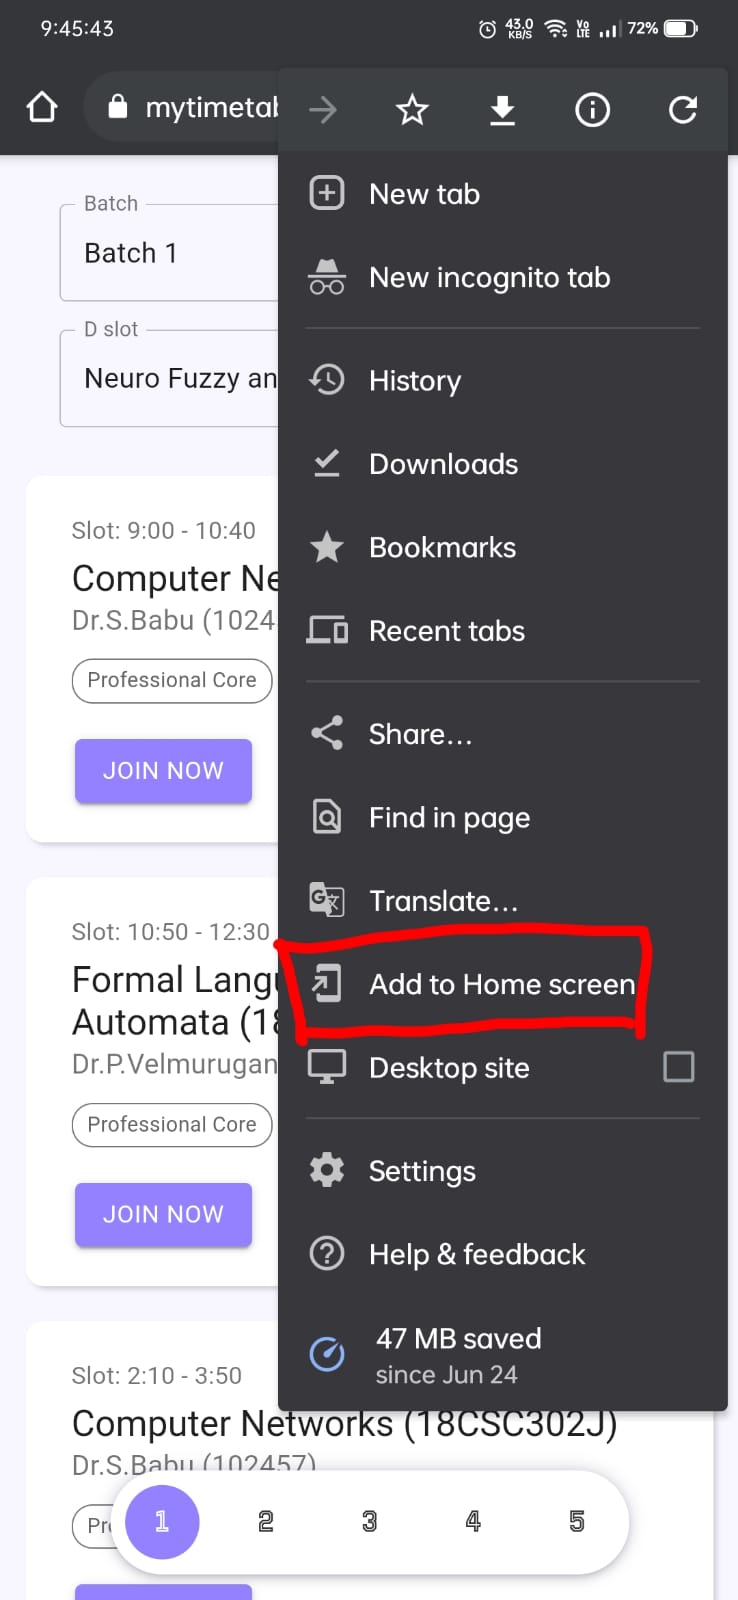 9:45:43
43.0
KB/S
Vo
LTE
72%
mytimetab
Batch
Batch 1
D slot
Neuro Fuzzy an
Slot: 9:00 - 10:40
Computer Ne
Dr.S.Babu (1024
Professional Core
JOIN NOW
Slot: 10:50 - 12:30
Formal Langu
Automata (18
Dr.P.Velmurugan
Professional Core
JOIN NOW
Slot: 2:10 - 3:50
Computer Networks (18CSC302J)
Dr.S.Babu (102457)
Pr
New tab
New incognito tab
History
Downloads
Bookmarks
Recent tabs
Share...
Find in page
Translate...
Add to Home screen
Desktop site
Settings
Help & feedback
47 MB saved
since Jun 24
1 2 3 4 5